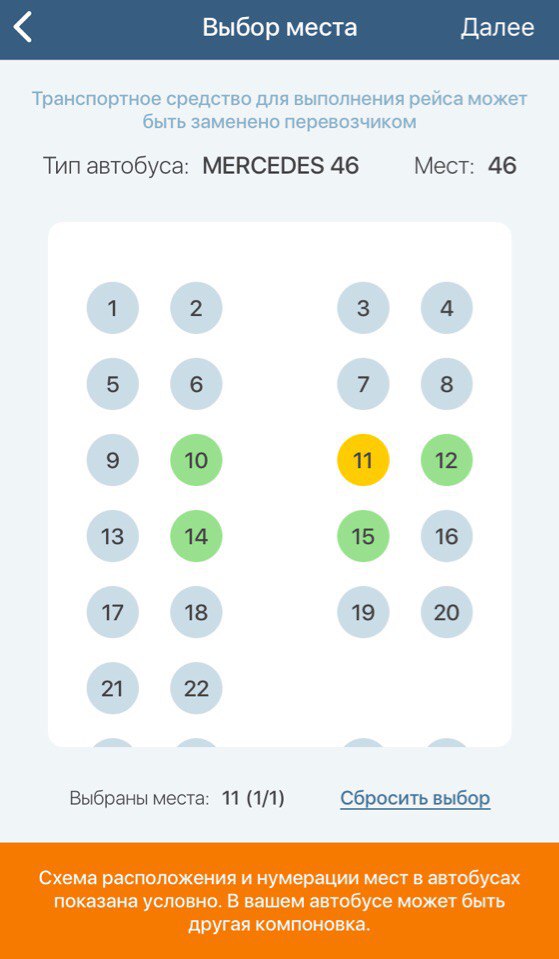 Выбор места Далее
Транспортное средство для выполнения рейса может
быть заменено перевозчиком
Тип автобуса: MERCEDES 46 Мест: 46
1 2 3 4
5 6 7 8
9 10 11 12
13 14 15 16
17 18 19 20
21 22
Выбраны места: 11 (1/1) Сбросить выбор
Схема расположения и нумерации мест в автобусах
показана условно. В вашем автобусе может быть
другая компоновка.